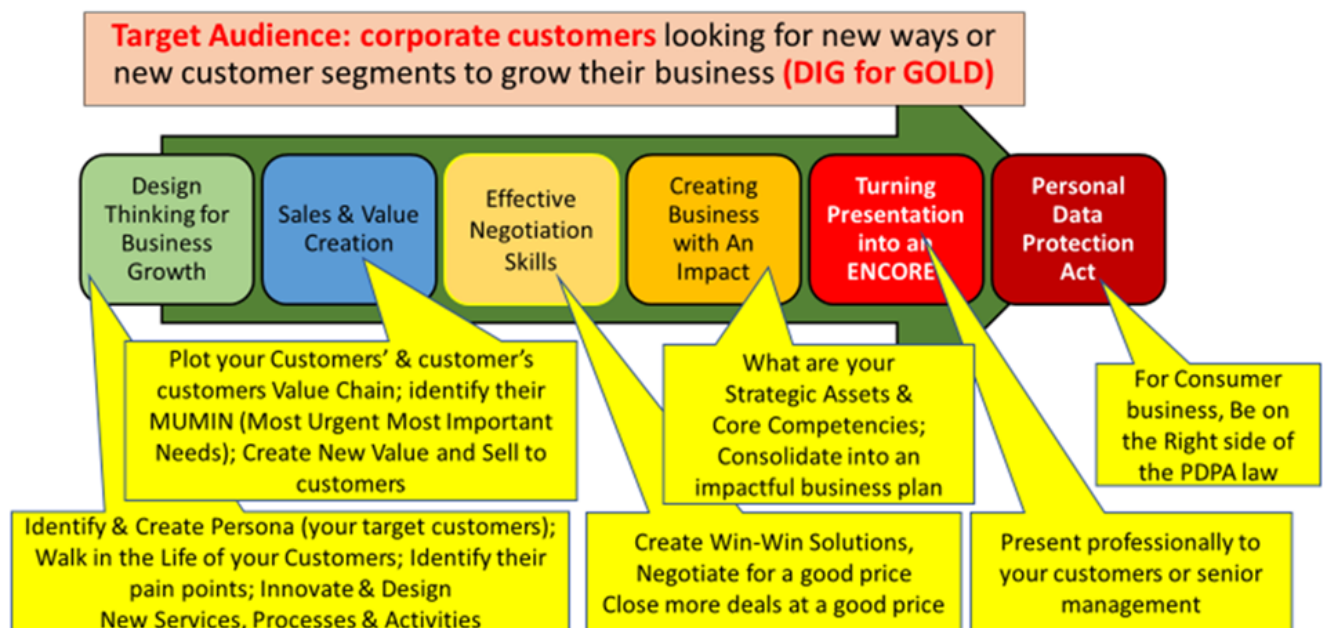 Target Audience: corporate customers looking for new ways or
new customer segments to grow their business (DIG for GOLD)
Design
Thinking for
Business
Growth
Sales & Value
Creation
Effective
Negotiation
Skills
Creating
Business
with An
Impact
Turning
Presentation
into an
ENCORE
Personal
Data
Protection
Act
Plot your Customers' & customer's
customers Value Chain; identify their
MUMIN (Most Urgent Most Important
Needs); Create New Value and Sell to
customers
What are your
Strategic Assets &
Core Competencies;
Consolidate into an
impactful business plan
For Consumer
business, Be on
the Right side of
the PDPA law
Identify & Create Persona (your target customers);
Walk in the Life of your Customers; Identify their
pain points; Innovate & Design
New Services, Processes & Activities
Create Win-Win Solutions,
Negotiate for a good price
Close more deals at a good price
Present professionally to
your customers or senior
management